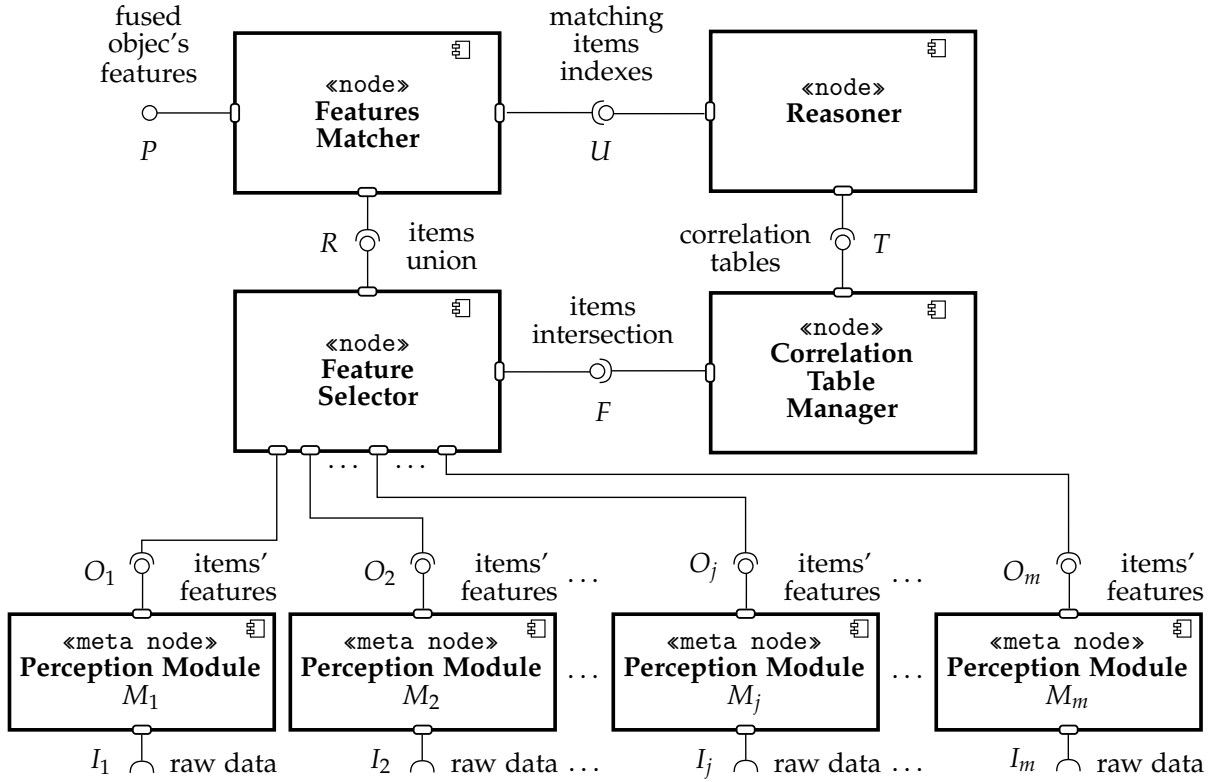 fused
objec's
features
P
«node»
Features
Matcher
matching
items
indexes
U
«node»
Reasoner
R
items
union
correlation
tables
T
«node»
Feature
Selector
items
intersection
F
«node»
Correlation
Table
Manager
... ...
O1
items'
features
O2
items'
features
...
Oj
items'
features
...
Om
items'
features
«meta node»
Perception Module
M1
«meta node»
Perception Module
M2
...
«meta node»
Perception Module
Mj
...
«meta node»
Perception Module
Mm
I1 raw data
I2 raw data ...
Ij raw data ...
Im raw data